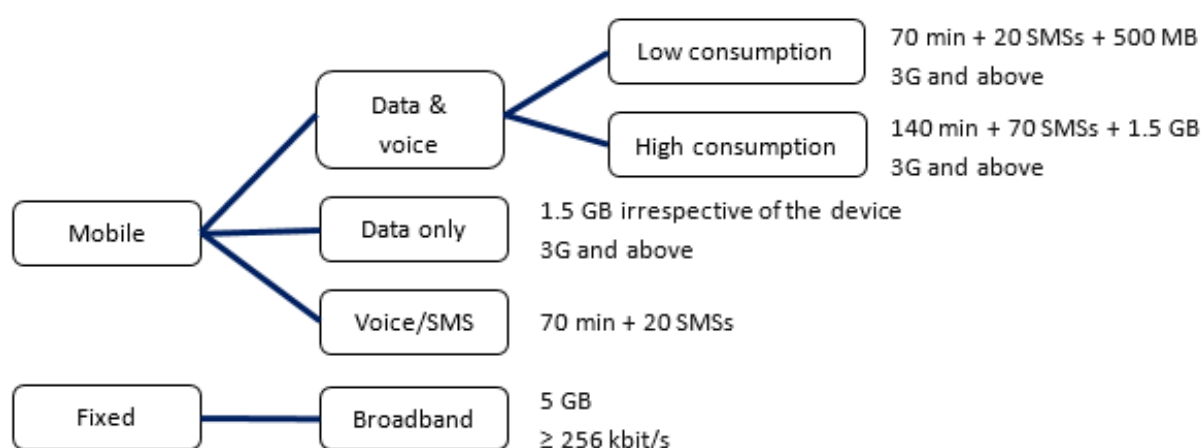 Low consumption
70 min + 20 SMSs + 500 MB
3G and above
Data &
voice
High consumption
140 min + 70 SMSs + 1.5 GB
3G and above
Mobile
Data only
1.5 GB irrespective of the device
3G and above
Voice/SMS
70 min + 20 SMSs
Fixed
Broadband
5 GB
≥ 256 kbit/s